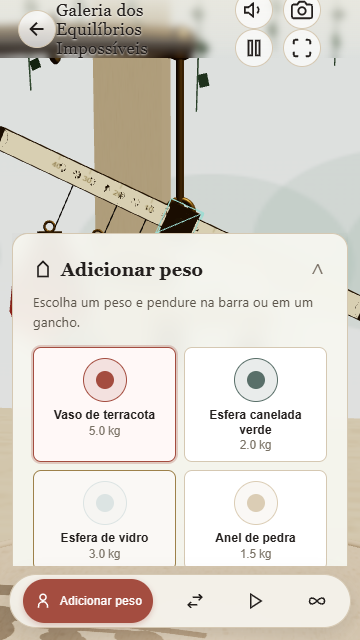 Galeria dos
Equilíbrios
Impossíveis
Adicionar peso
Escolha um peso e pendure na barra ou em um
gancho.
Vaso de terracota
5.0 kg
Esfera canelada
verde
2.0 kg
Esfera de vidro
3.0 kg
Anel de pedra
1.5 kg
Adicionar peso